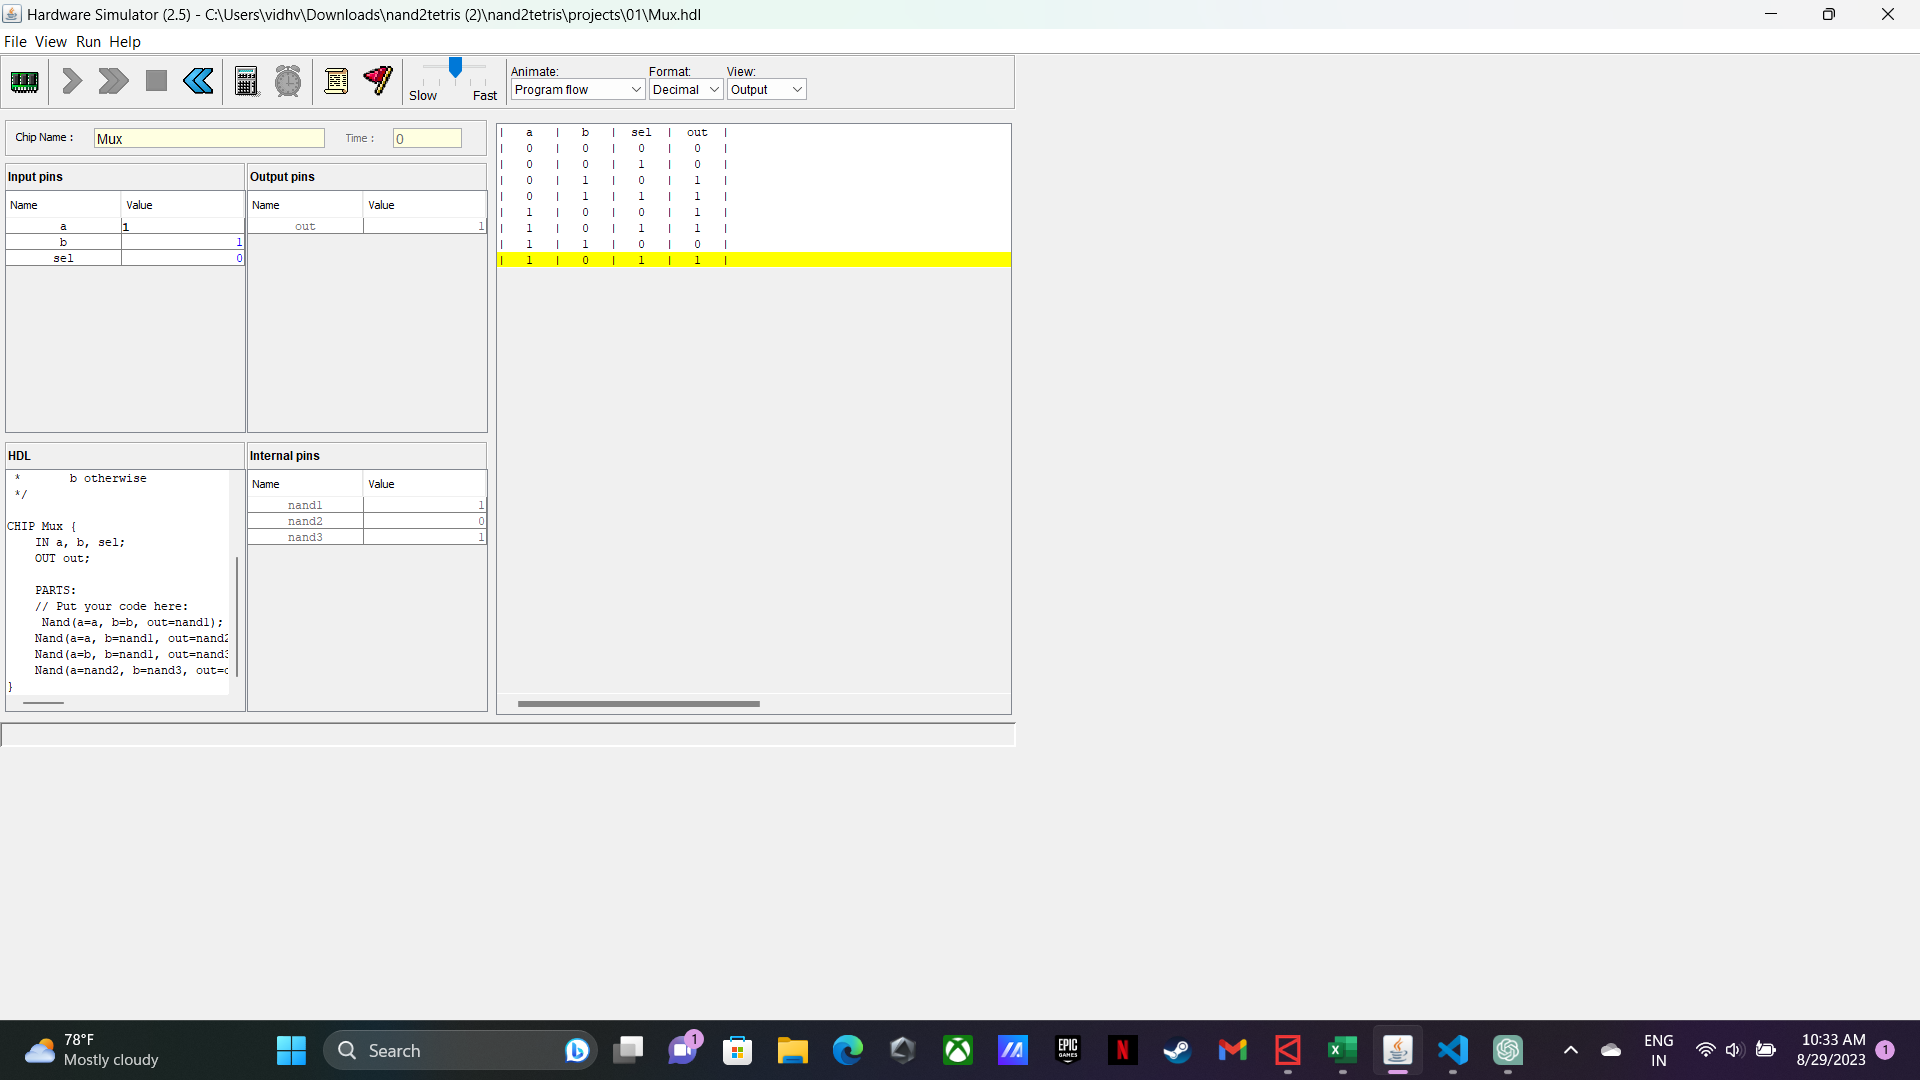 Hardware Simulator (2.5) - C:\Users\vidhv\Downloads\nand2tetris (2)\nand2tetris\projects\01\Mux.hdl
File View Run Help
Slow Fast
Animate:
Program flow
Format:
Decimal
View:
Output
Chip Name :
Mux
Time :
0
Input pins
Name Value
a 1
b 1
sel 0
Output pins
Name Value
out 1
HDL
* b otherwise
*/
CHIP Mux {
IN a, b, sel;
OUT out;
PARTS:
// Put your code here:
Nand(a=a, b=b, out=nand1);
Nand(a=a, b=nand1, out=nand2
Nand(a=b, b=nand1, out=nand3
Nand(a=nand2, b=nand3, out=o
}
Internal pins
Name Value
nand1 1
nand2 0
nand3 1
| a | b | sel | out |
| 0 | 0 | 0 | 0 |
| 0 | 0 | 1 | 0 |
| 0 | 1 | 0 | 1 |
| 0 | 1 | 1 | 1 |
| 1 | 0 | 0 | 1 |
| 1 | 0 | 1 | 1 |
| 1 | 1 | 0 | 0 |
| 1 | 0 | 1 | 1 |
78°F
Mostly cloudy
Search
1
EPIC
GAMES
N
ENG
IN
10:33 AM
8/29/2023
1